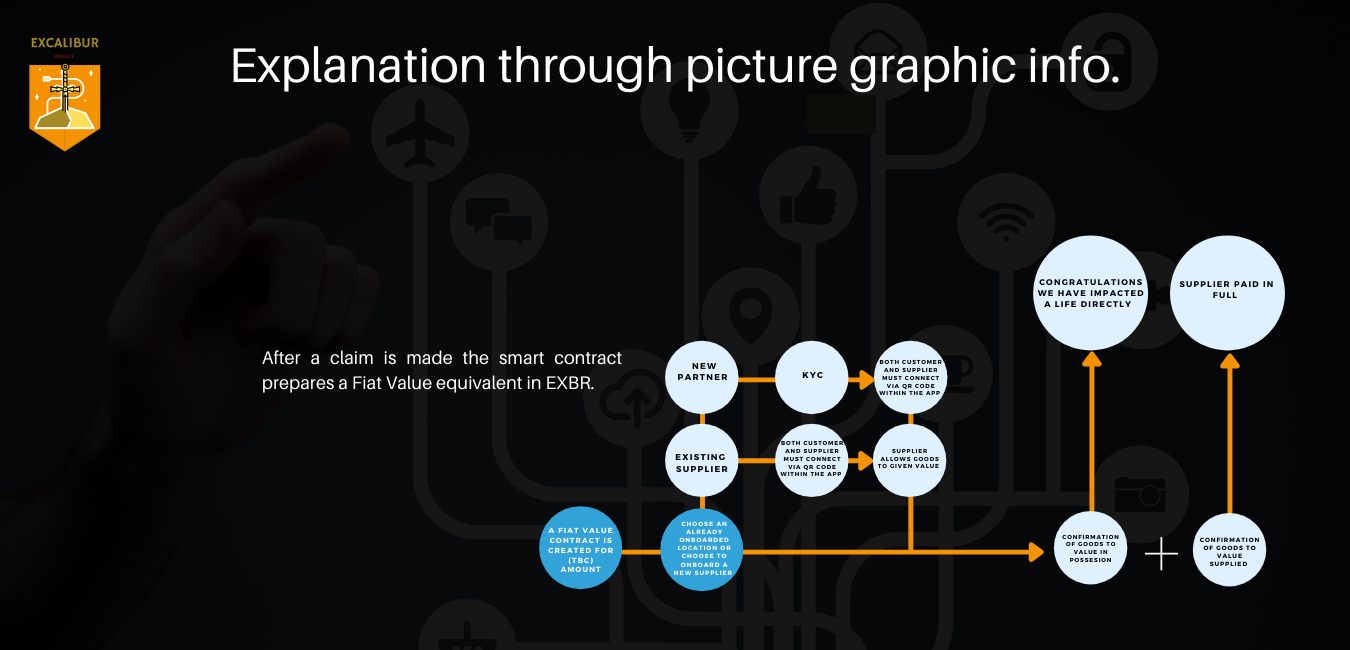 EXCALIBUR
Explanation through picture graphic info.
After a claim is made the smart contract
prepares a Fiat Value equivalent in EXBR.
CONGRATULATIONS
WE HAVE IMPACTED
A LIFE DIRECTLY
SUPPLIER PAID IN
FULL
NEW
PARTNER
KYC
BOTH CUSTOMER
AND SUPPLIER
MUST CONNECT
VIA QR CODE
WITHIN THE APP
EXISTING
SUPPLIER
BOTH CUSTOMER
AND SUPPLIER
MUST CONNECT
VIA QR CODE
WITHIN THE APP
SUPPLIER
ALLOWS GOODS
TO GIVEN VALUE
A FIAT VALUE
CONTRACT IS
CREATED FOR
(TBC)
AMOUNT
CHOOSE AN
ALREADY
ONBOARDED
LOCATION OR
CHOOSE TO
ONBOARD A
NEW SUPPLIER
CONFIRMATION
OF GOODS TO
VALUE IN
POSSESION
CONFIRMATION
OF GOODS TO
VALUE
SUPPLIED